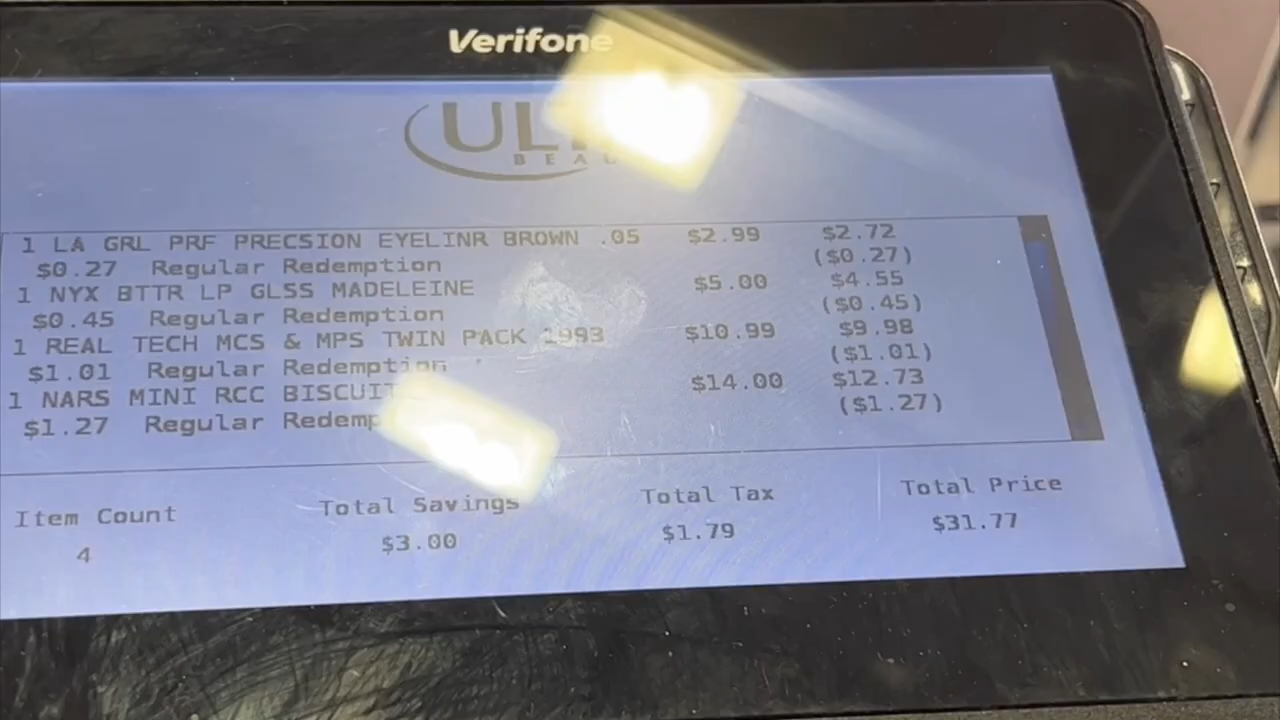 Verifone
BEAU
1 LA GRL PRF PRECSION EYELINR BROWN .05 $2.99 $2.72
$0.27 Regular Redemption ($0.27)
1 NYX BTTR LP GLSS MADELEINE $5.00 $4.55
$0.45 Regular Redemption ($0.45)
1 REAL TECH MCS & MPS TWIN PACK 1993 $10.99 $9.98
$1.01 Regular Redemption ($1.01)
1 NARS MINI RCC BISCUIT $14.00 $12.73
$1.27 Regular Redemp ($1.27)
Item Count Total Savings Total Tax Total Price
4 $3.00 $1.79 $31.77